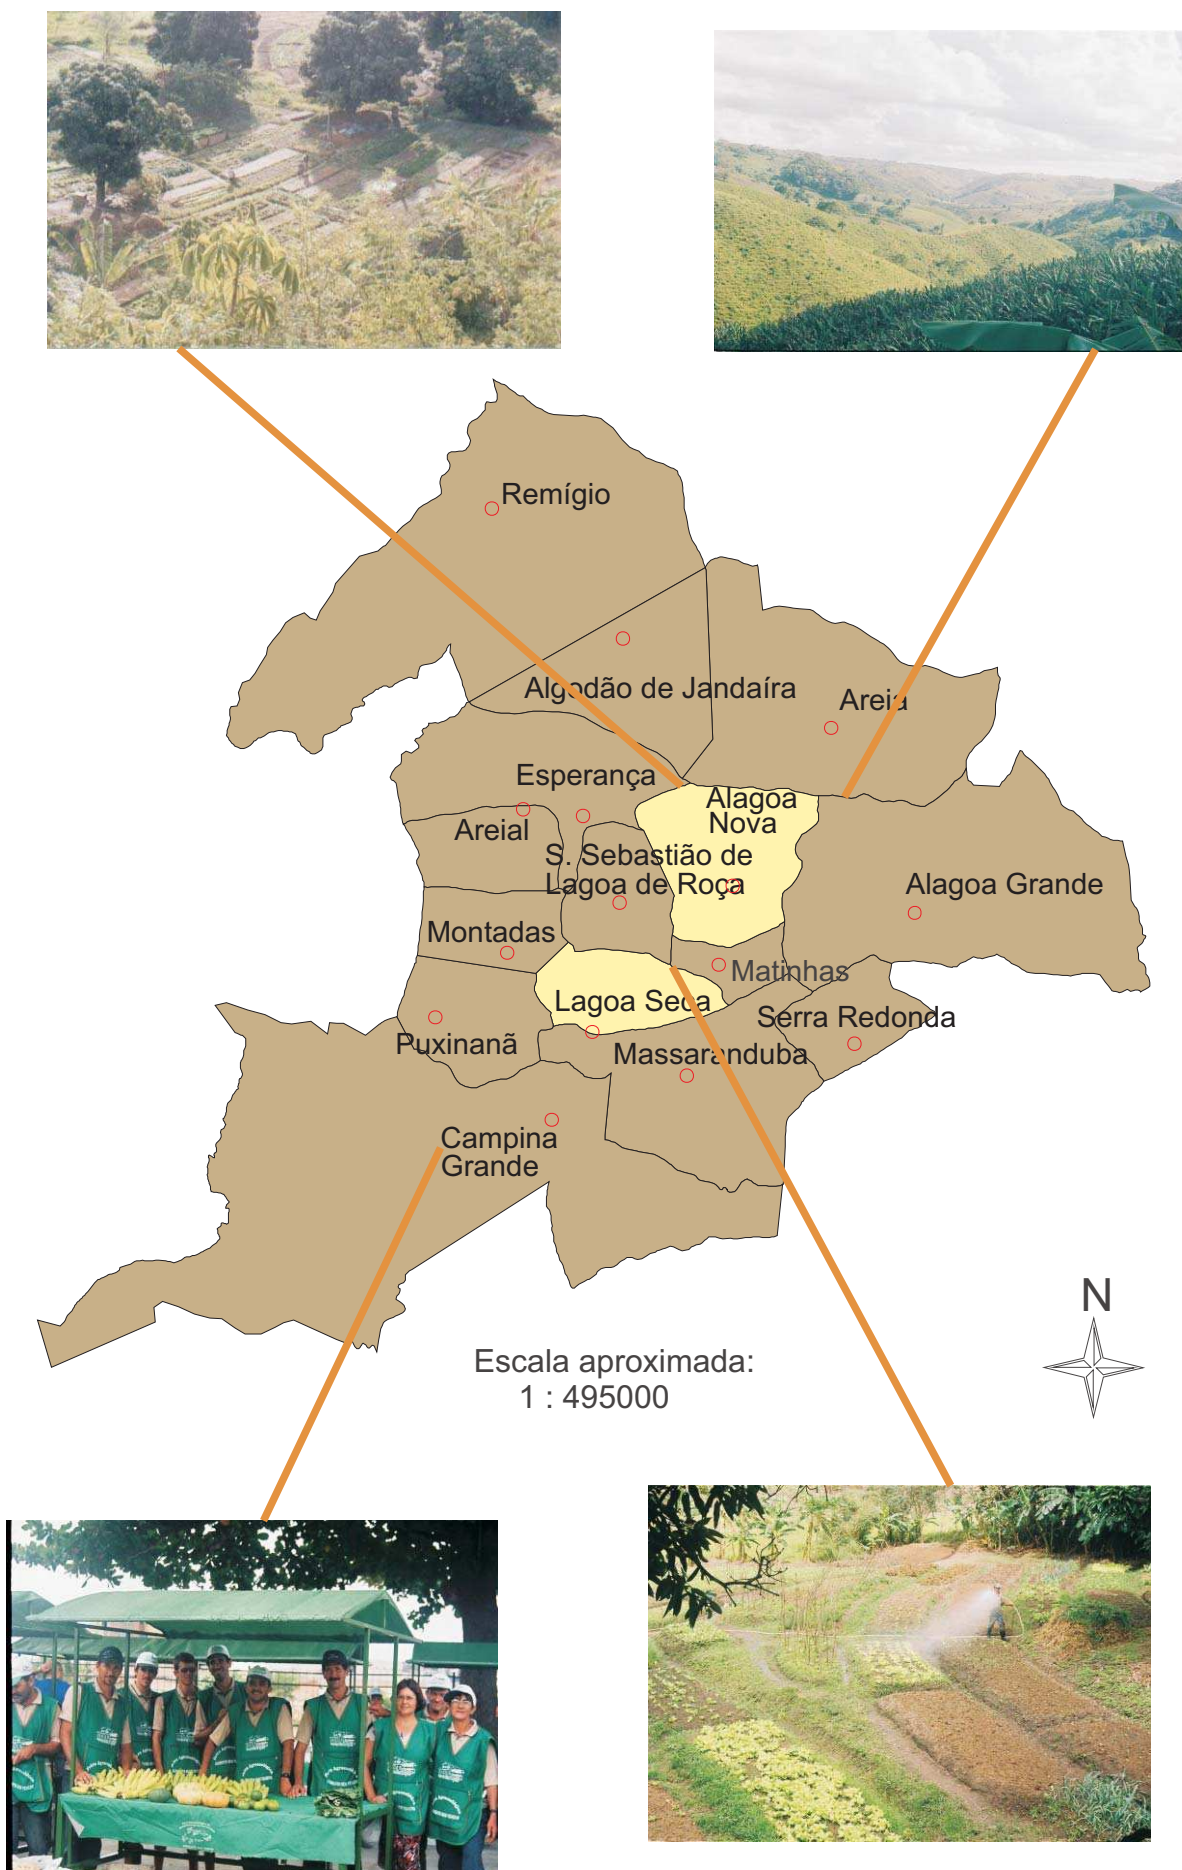 Remígio
Algodão de Jandaíra
Areia
Esperança
Alagoa
Nova
Areial
S. Sebastião de
Lagoa de Roça
Alagoa Grande
Montadas
Matinhas
Lagoa Seca
Serra Redonda
Puxinanã
Massaranduba
Campina
Grande
N
Escala aproximada:
1 : 495000